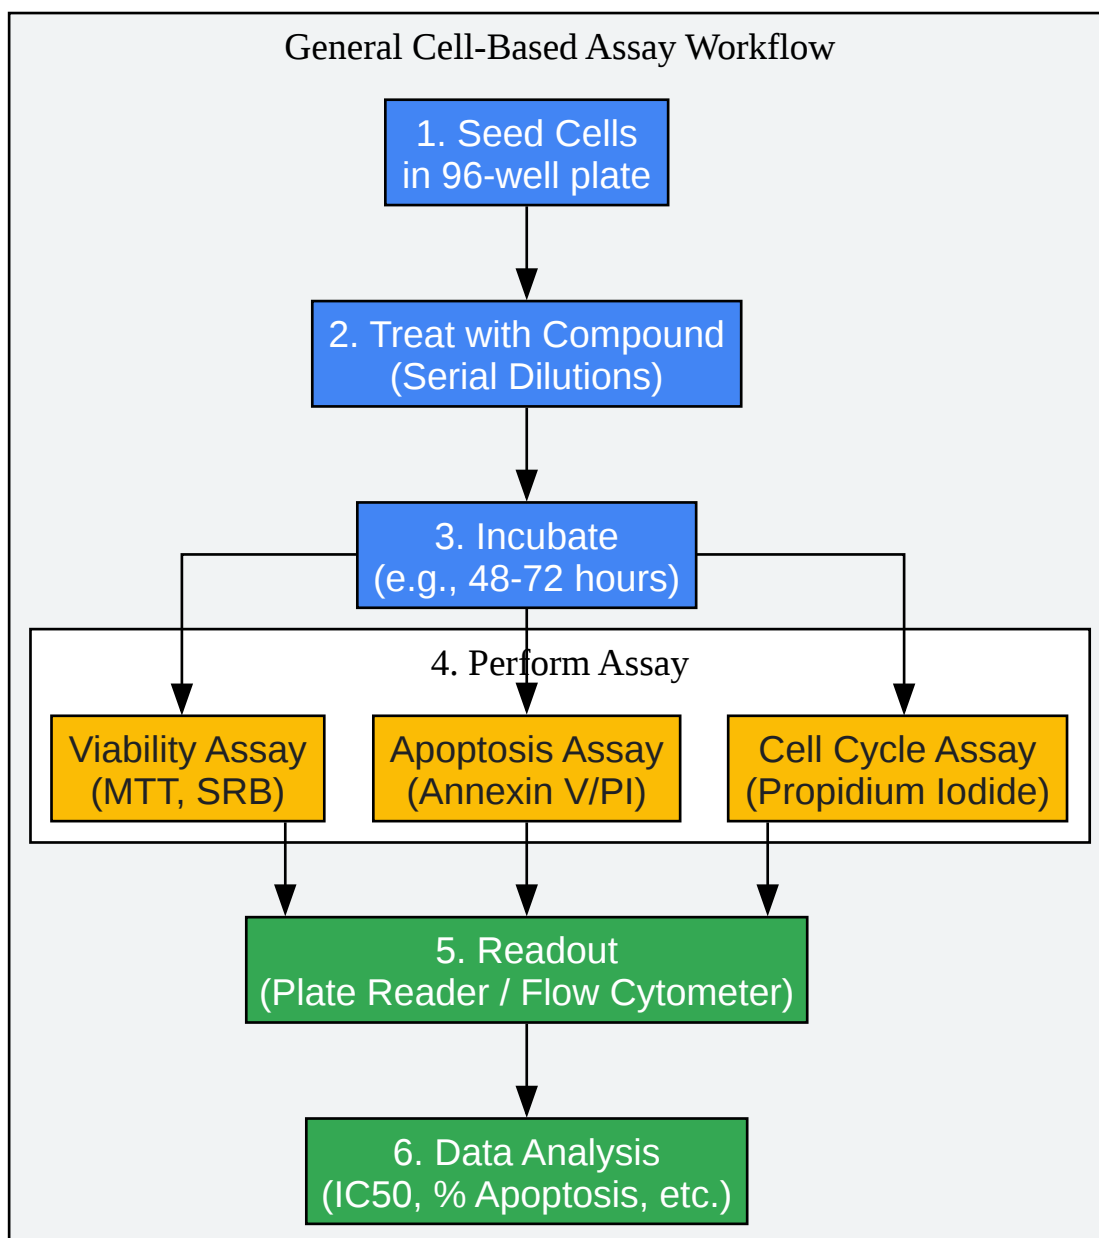 General Cell-Based Assay Workflow
1. Seed Cells
in 96-well plate
2. Treat with Compound
(Serial Dilutions)
3. Incubate
(e.g., 48-72 hours)
4. Perform Assay
Viability Assay
(MTT, SRB)
Apoptosis Assay
(Annexin V/PI)
Cell Cycle Assay
(Propidium Iodide)
5. Readout
(Plate Reader / Flow Cytometer)
6. Data Analysis
(IC50, % Apoptosis, etc.)